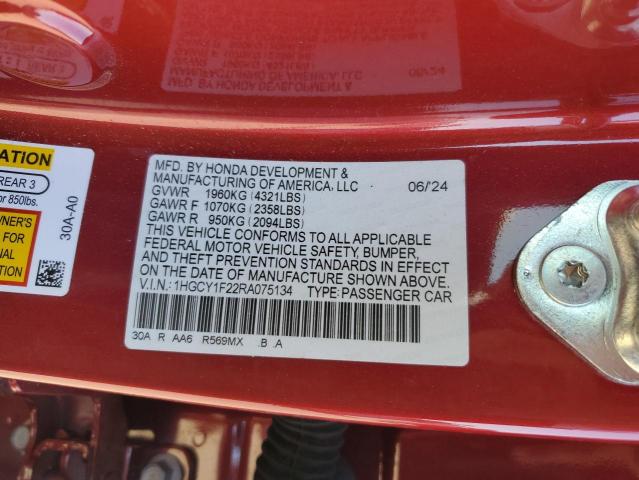 MFD. BY HONDA DEVELOPMENT &
MANUFACTURING OF AMERICA, LLC 06/'24
GVWR 1960KG (4321LBS)
GAWR F 1070KG (2358LBS)
GAWR R 950KG (2094LBS)
THIS VEHICLE CONFORMS TO ALL APPLICABLE
FEDERAL MOTOR VEHICLE SAFETY, BUMPER,
AND THEFT PREVENTION STANDARDS IN EFFECT
ON THE DATE OF MANUFACTURE SHOWN ABOVE.
V.I.N.:1HGCY1F22RA075134 TYPE:PASSENGER CAR
30A R AA6 R569MX .B .A
ATION
REAR 3
or 850lbs.
WNER'S
FOR
NAL
ATION
30A-A0